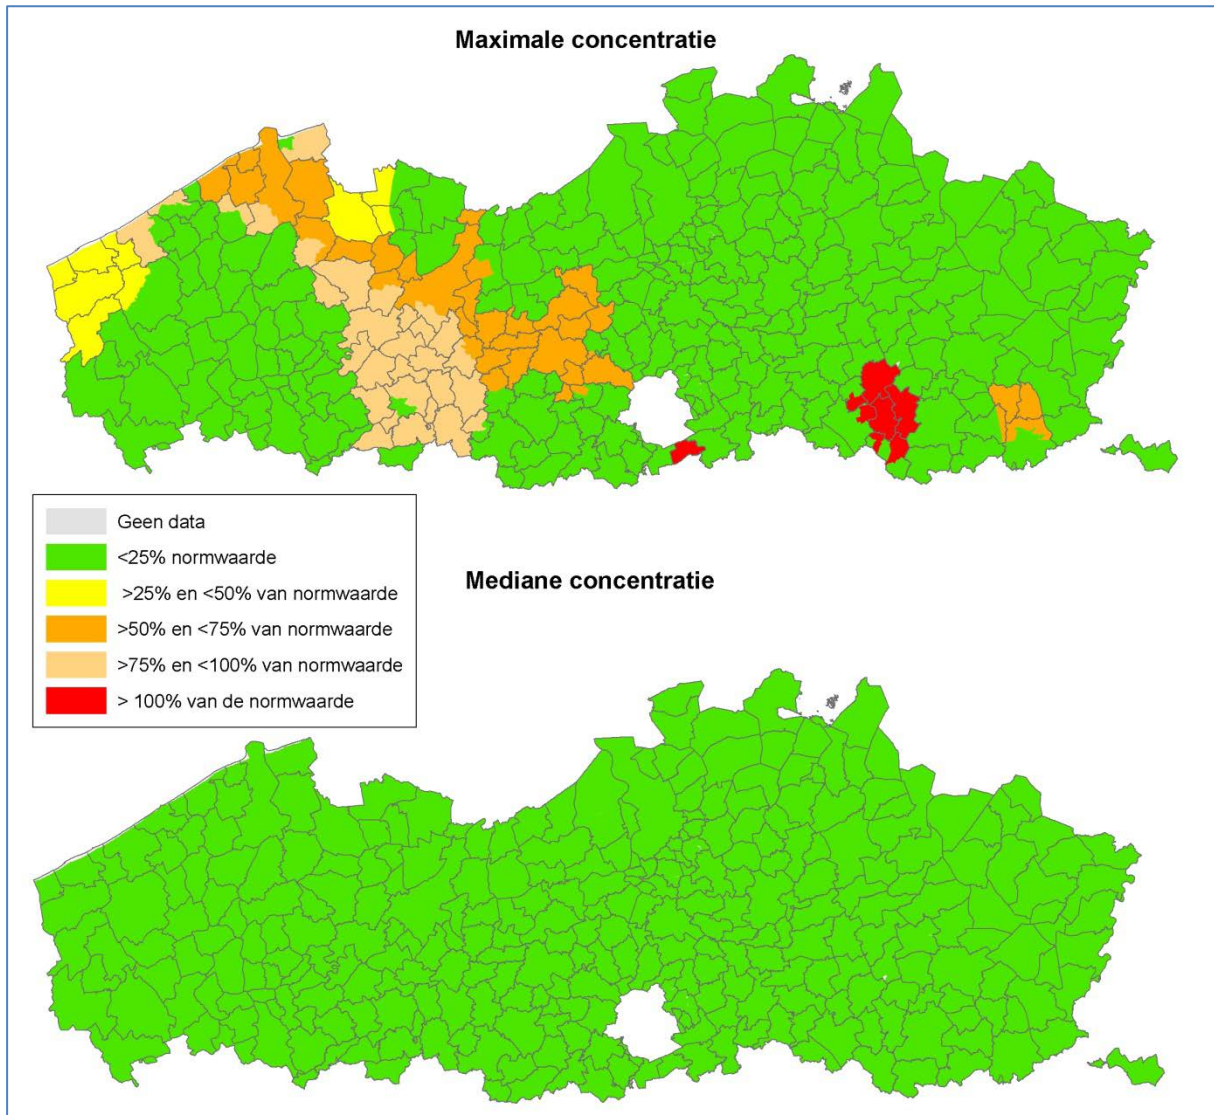 Maximale concentratie
Geen data
<25% normwaarde
>25% en <50% van normwaarde
>50% en <75% van normwaarde
>75% en <100% van normwaarde
> 100% van de normwaarde
Mediane concentratie